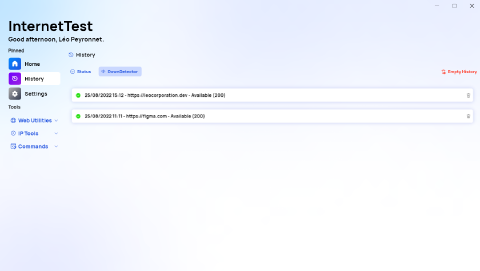 InternetTest
Good afternoon, Léo Peyronnet.
Pinned
Home
History
Settings
Tools
Web Utilities
IP Tools
Commands
History
Status
DownDetector
Empty History
25/08/2022 15:12 - https://leocorporation.dev - Available (200)
25/08/2022 11:11 - https://figma.com - Available (200)